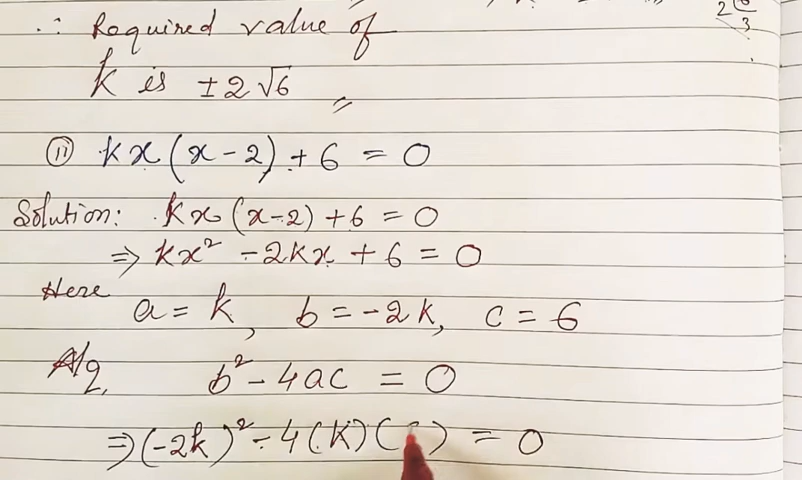 ∴ Required value of
k is ±2√6
(ii) kx(x-2)+6 = 0
Solution: kx(x-2)+6 = 0
⇒ kx² - 2kx + 6 = 0
Here
a = k, b = -2k, c = 6
A/q, b² - 4ac = 0
⇒ (-2k)² - 4(k)( ) = 0